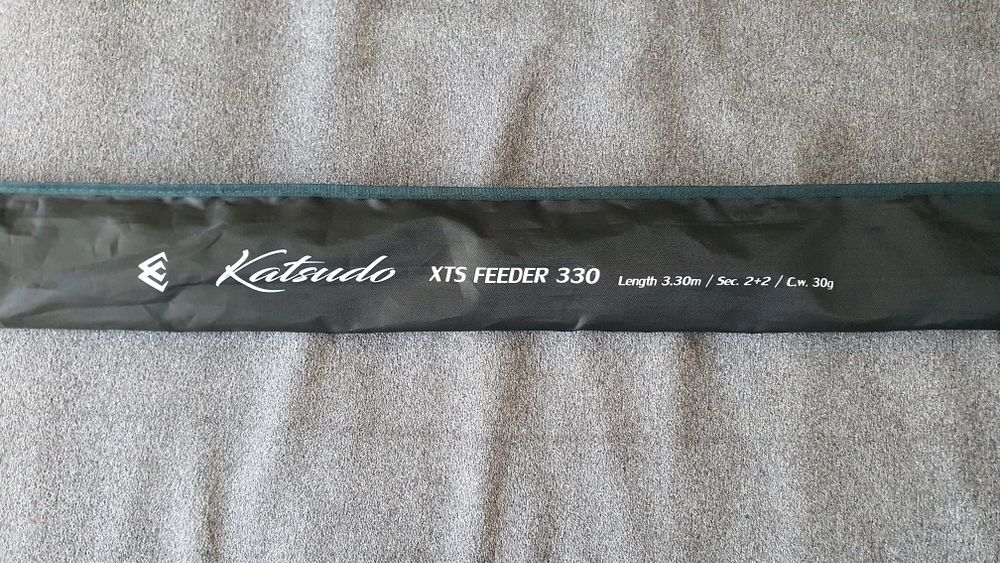 Katsudo XTS FEEDER 330 Length 3.30m / Sec. 2+2 / C.w. 30g